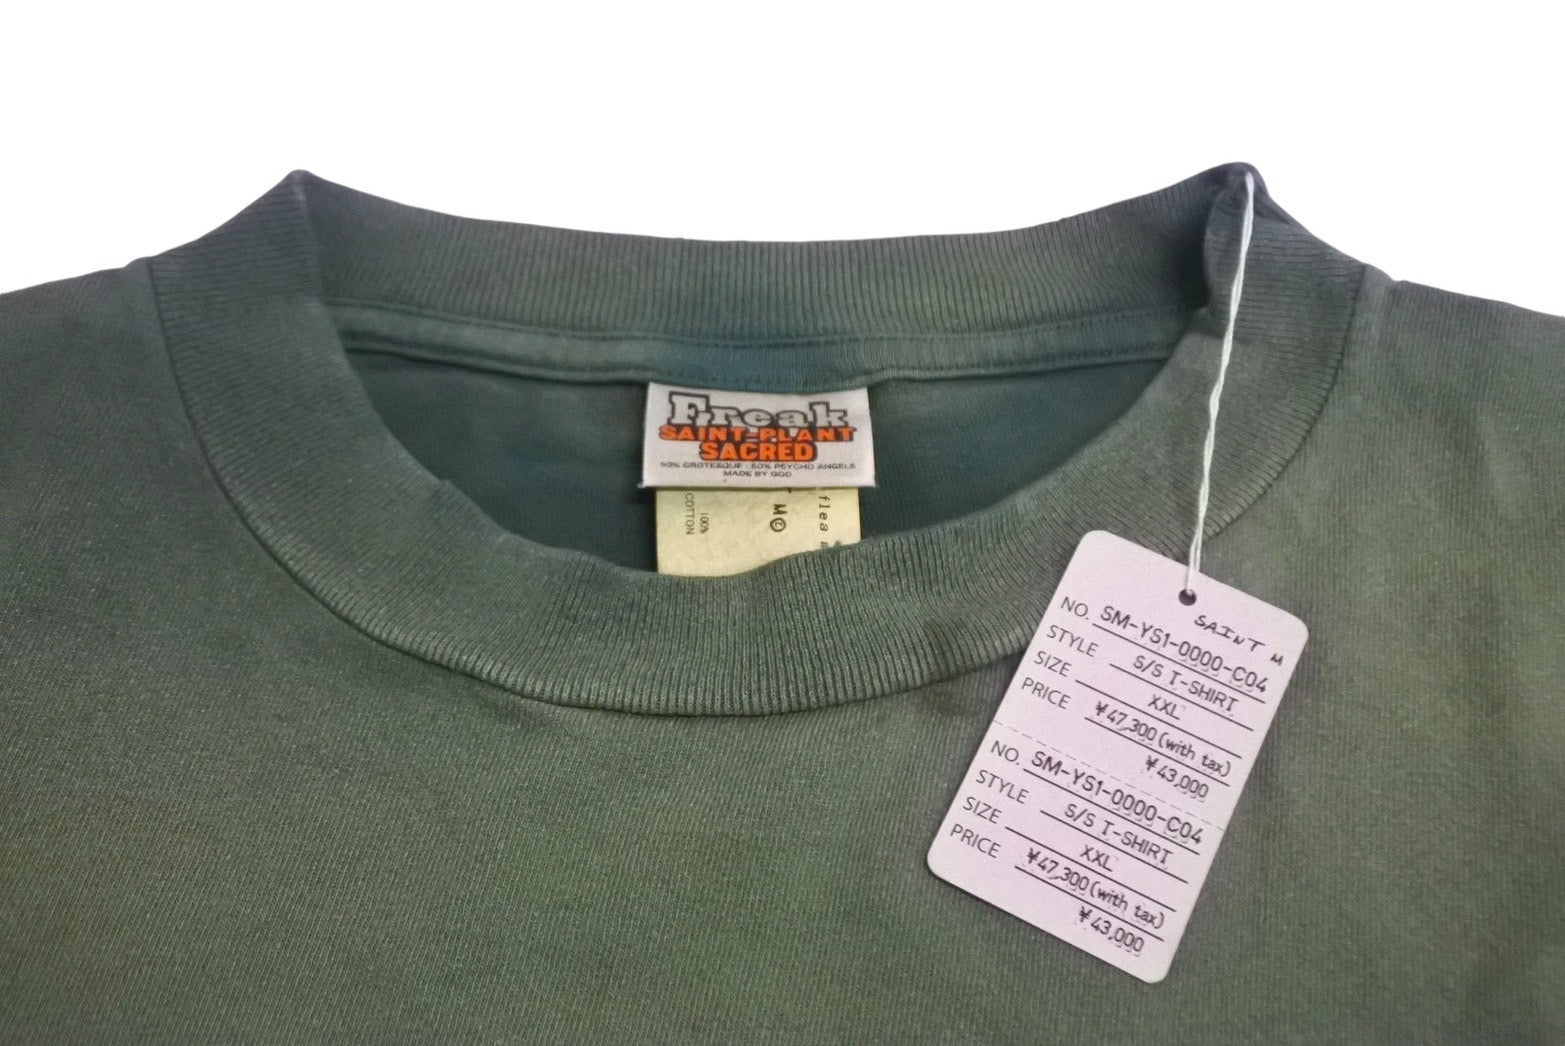 Freak
SAINT-PLANT
SACRED
50% GROTESQUE · 50% PSYCHO ANGELS
MADE BY GOD
100%
COTTON
M©
flea
SAINT M
NO. SM-YS1-0000-C04
STYLE S/S T-SHIRT
SIZE XXL
PRICE ¥47,300(with tax)
¥43,000
NO. SM-YS1-0000-C04
STYLE S/S T-SHIRT
SIZE XXL
PRICE ¥47,300(with tax)
¥43,000